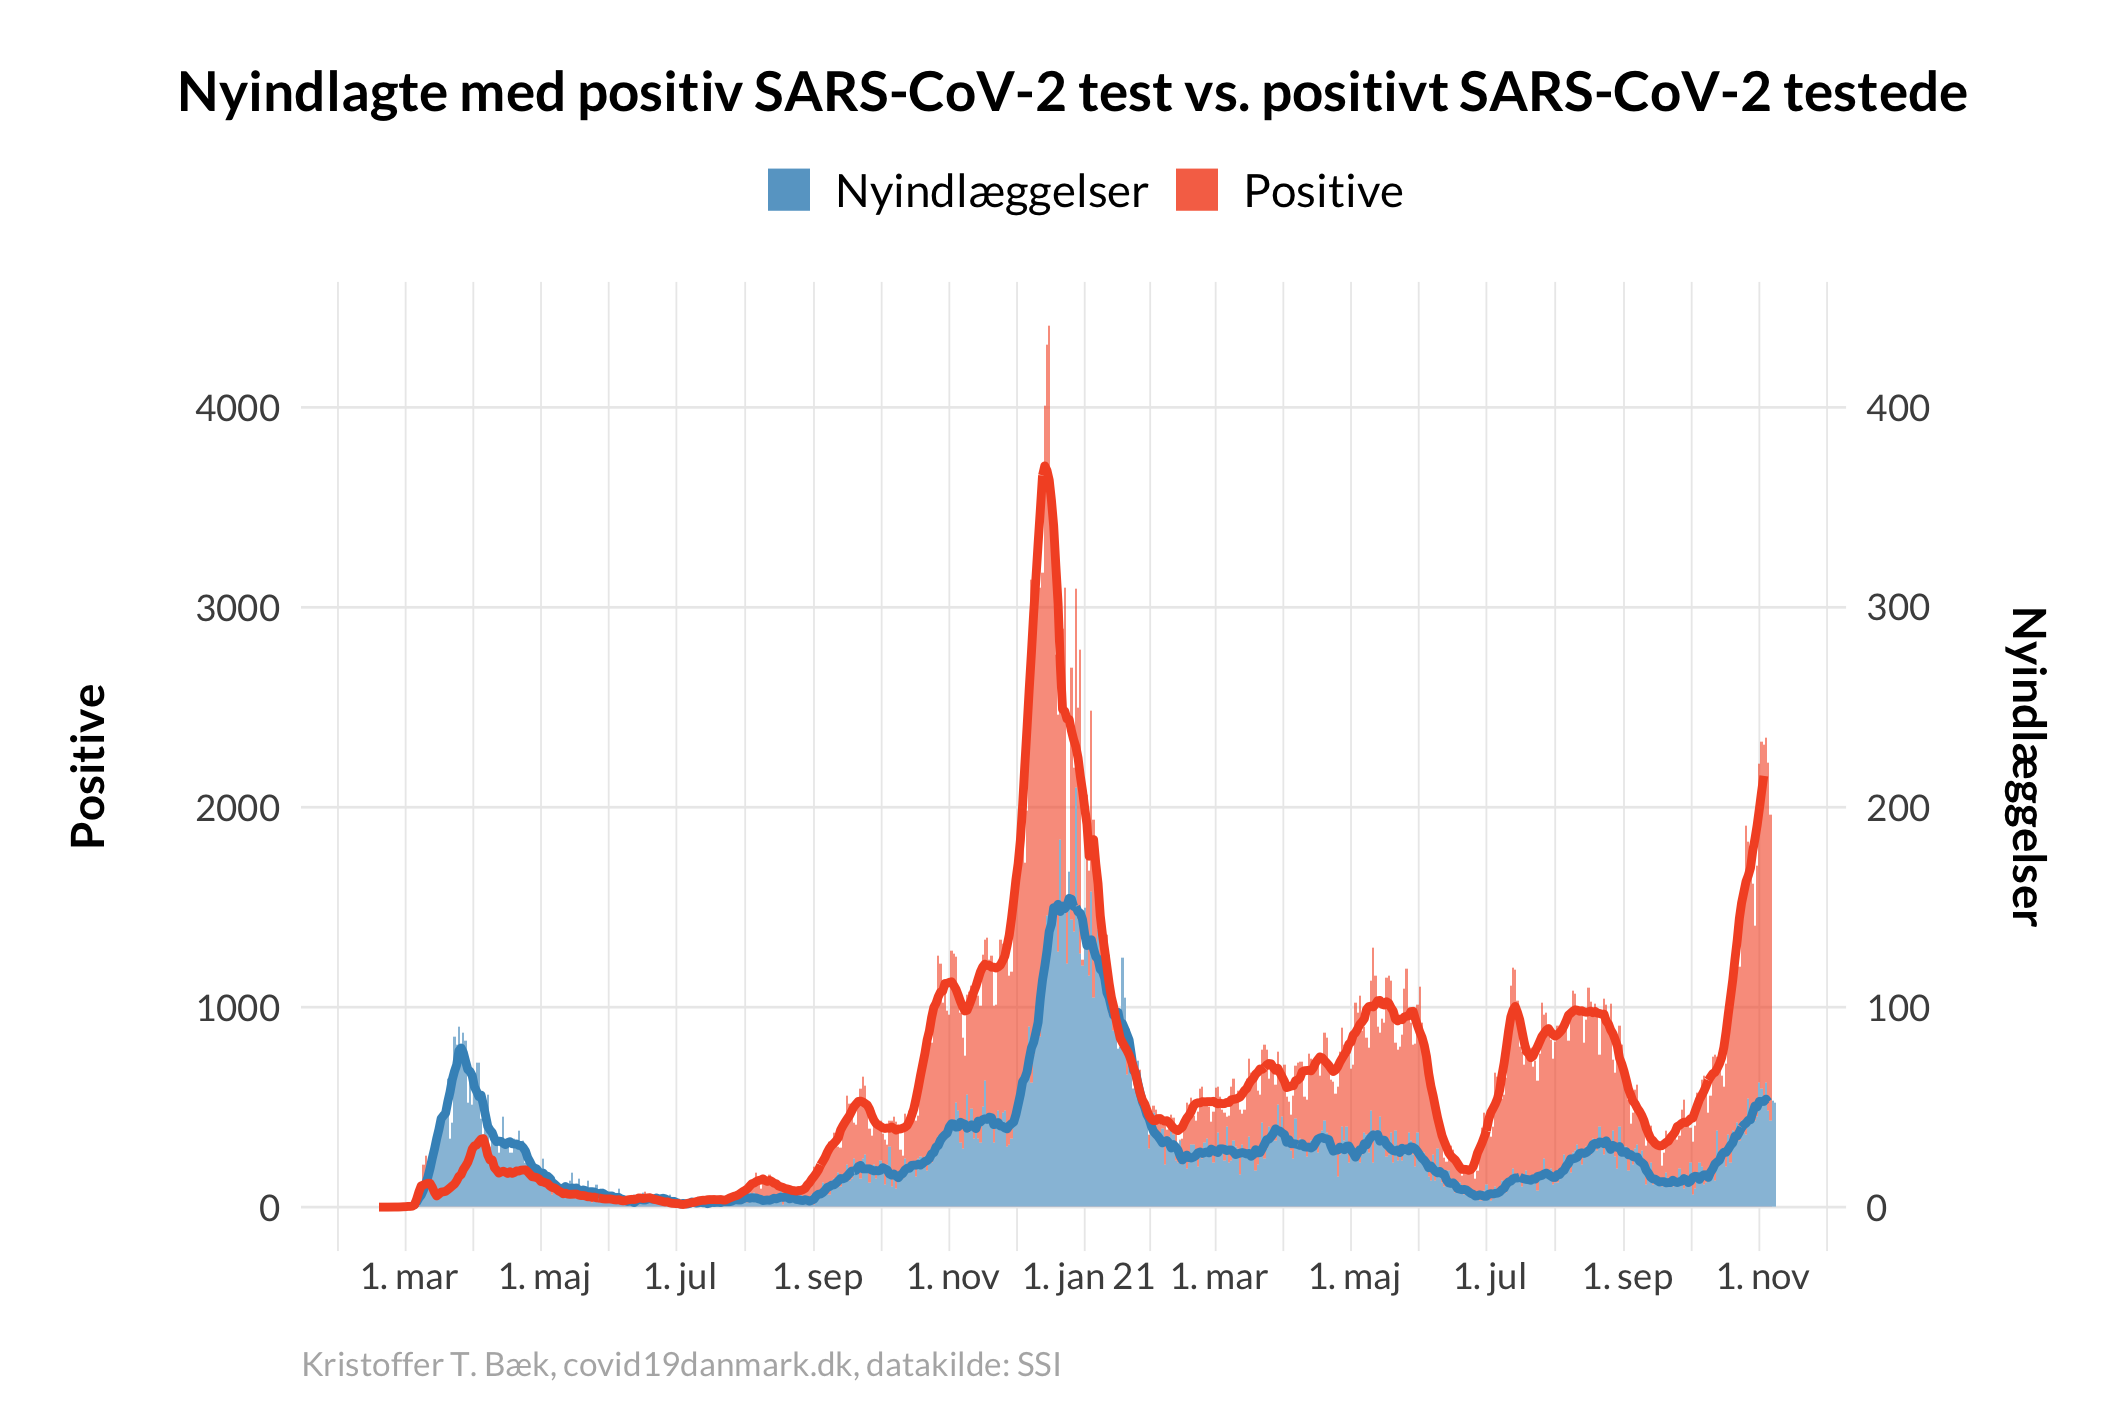 Nyindlagte med positiv SARS-CoV-2 test vs. positivt SARS-CoV-2 testede
Nyindlæggelser Positive
4000 400
3000 300
2000 200
1000 100
0 0
Positive
Nyindlæggelser
1. mar 1. maj 1. jul 1. sep 1. nov 1. jan 21 1. mar 1. maj 1. jul 1. sep 1. nov
Kristoffer T. Bæk, covid19danmark.dk, datakilde: SSI